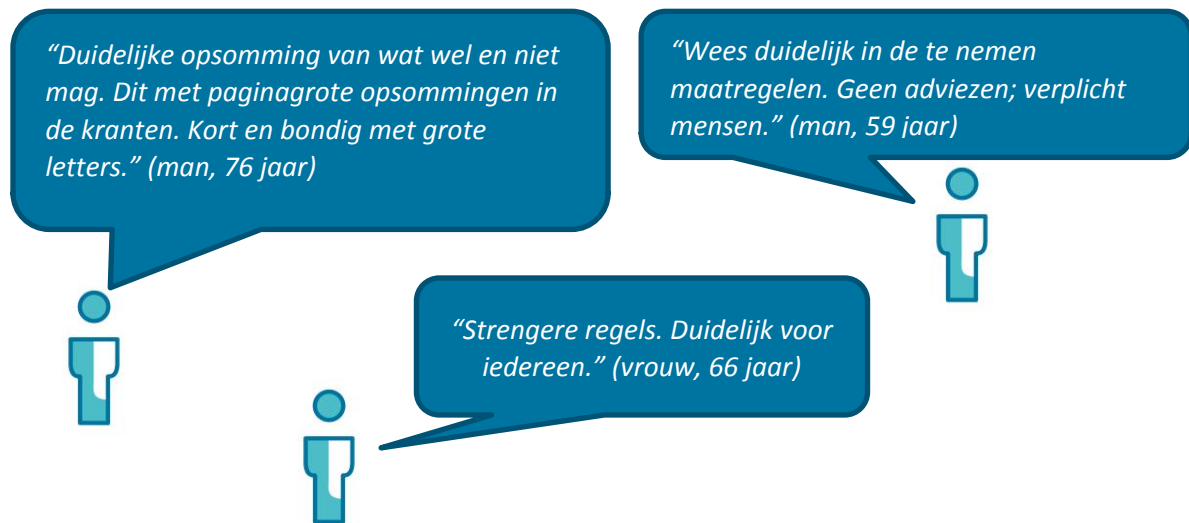 “Duidelijke opsomming van wat wel en niet
mag. Dit met paginagrote opsommingen in
de kranten. Kort en bondig met grote
letters.” (man, 76 jaar)
“Wees duidelijk in de te nemen
maatregelen. Geen adviezen; verplicht
mensen.” (man, 59 jaar)
“Strengere regels. Duidelijk voor
iedereen.” (vrouw, 66 jaar)